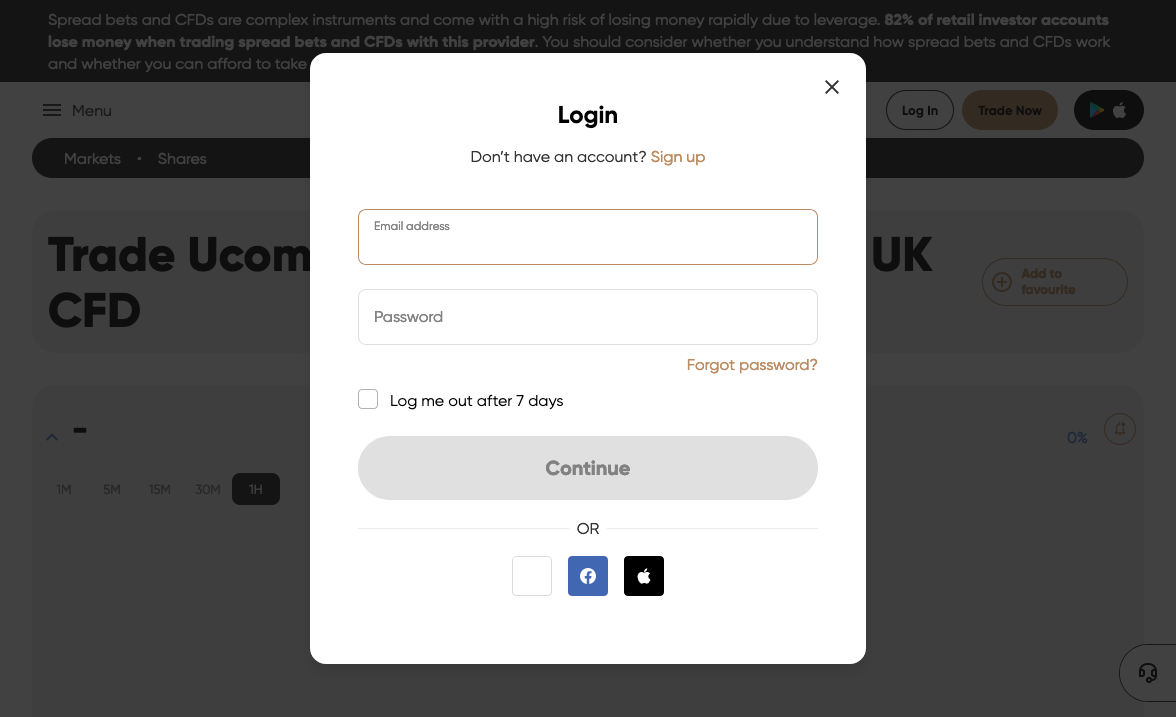 Spread bets and CFDs are complex instruments and come with a high risk of losing money rapidly due to leverage. 82% of retail investor accounts
lose money when trading spread bets and CFDs with this provider. You should consider whether you understand how spread bets and CFDs work
and whether you can afford to take
Menu
Log In
Trade Now
Markets • Shares
Trade Ucom
UK
CFD
Add to
favourite
-
0%
1M
5M
15M
30M
1H
Login
Don't have an account? Sign up
Email address
Password
Forgot password?
Log me out after 7 days
Continue
OR